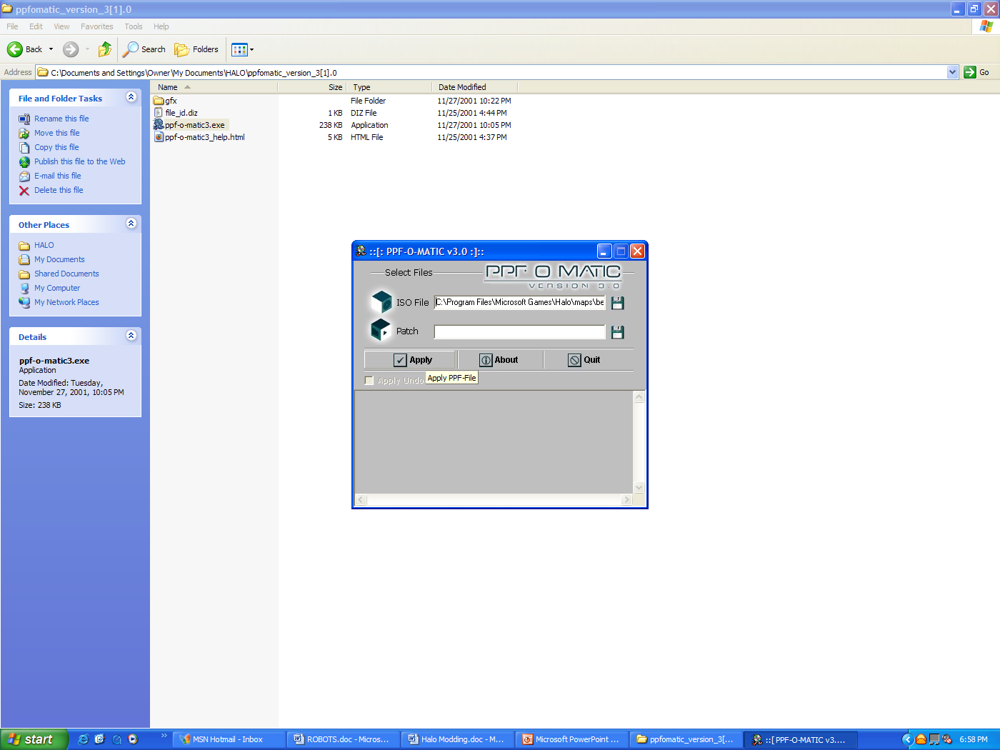 ppfomatic_version_3[1].0
File Edit View Favorites Tools Help
Back Search Folders
Address C:\Documents and Settings\Owner\My Documents\HALO\ppfomatic_version_3[1].0 Go
Name Size Type Date Modified
gfx File Folder 11/27/2001 10:22 PM
file_id.diz 1 KB DIZ File 11/25/2001 4:44 PM
ppf-o-matic3.exe 238 KB Application 11/27/2001 10:05 PM
ppf-o-matic3_help.html 5 KB HTML File 11/25/2001 4:37 PM
File and Folder Tasks
Rename this file
Move this file
Copy this file
Publish this file to the Web
E-mail this file
Delete this file
Other Places
HALO
My Documents
Shared Documents
My Computer
My Network Places
Details
ppf-o-matic3.exe
Application
Date Modified: Tuesday,
November 27, 2001, 10:05 PM
Size: 238 KB
::[: PPF-O-MATIC v3.0 :]::
Select Files PPF O MATIC
VERSION 3.0
ISO File C:\Program Files\Microsoft Games\Halo\maps\be
Patch
Apply About Quit
Apply Undo
Apply PPF-File
start MSN Hotmail - Inbox ROBOTS.doc - Micros... Halo Modding.doc - M... Microsoft PowerPoint ... ppfomatic_version_3[... ::[ PPF-O-MATIC v3.... 6:58 PM